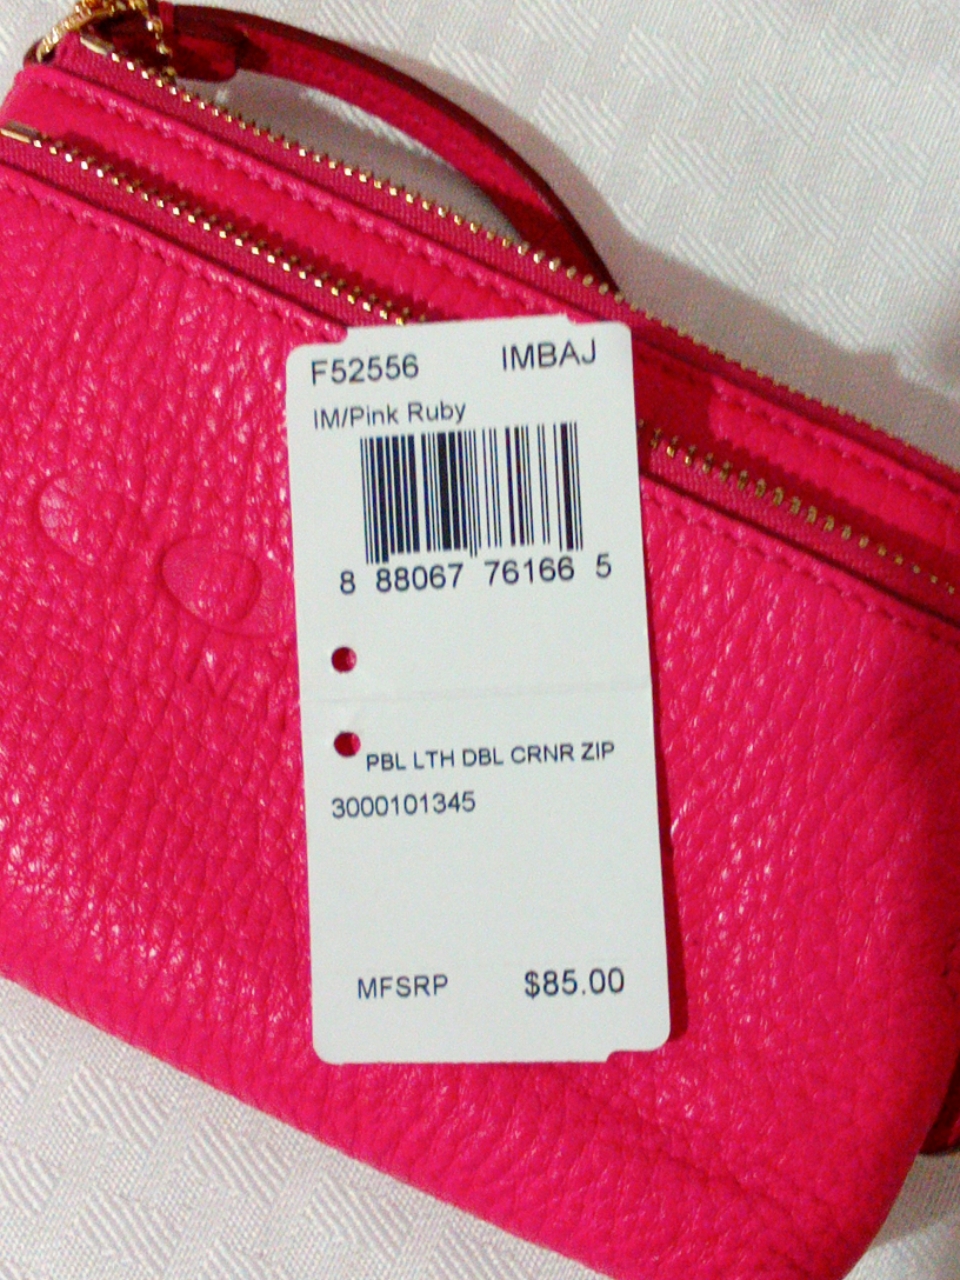 F52556 IMBAJ
IM/Pink Ruby
8 88067 76166 5
PBL LTH DBL CRNR ZIP
3000101345
MFSRP $85.00